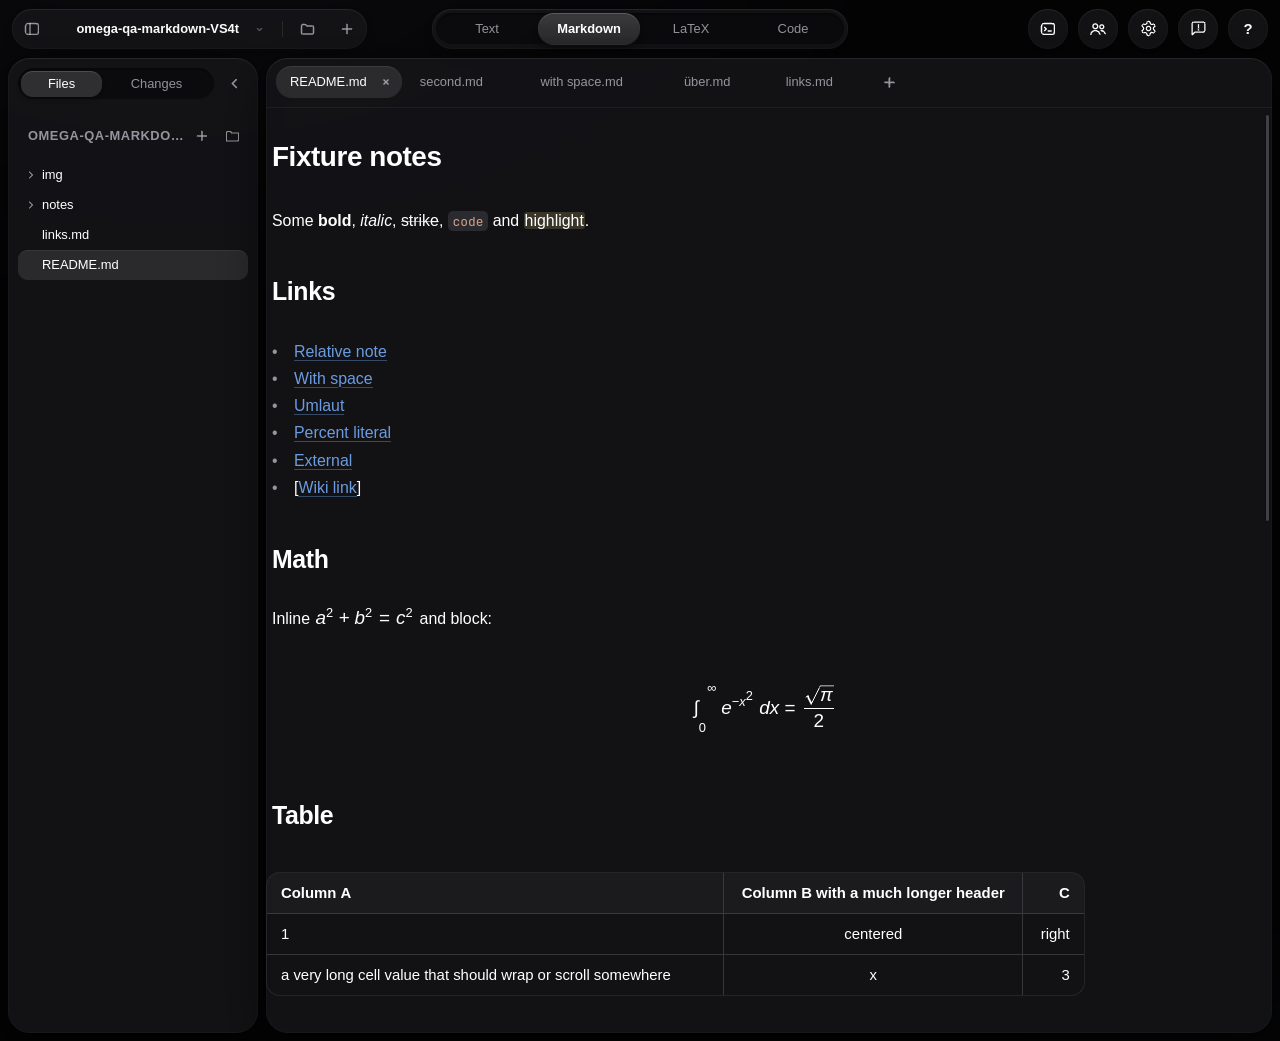 omega-qa-markdown-VS4t
Text Markdown LaTeX Code
?
Files Changes
README.md × second.md with space.md über.md links.md +
OMEGA-QA-MARKDO...
img
notes
links.md
README.md
Fixture notes
Some bold, italic, strike, code and highlight.
Links
• Relative note
• With space
• Umlaut
• Percent literal
• External
• [Wiki link]
Math
Inline a² + b² = c² and block:
∫₀^∞ e^(−x²) dx = √π / 2
Table
Column A Column B with a much longer header C
1 centered right
a very long cell value that should wrap or scroll somewhere x 3